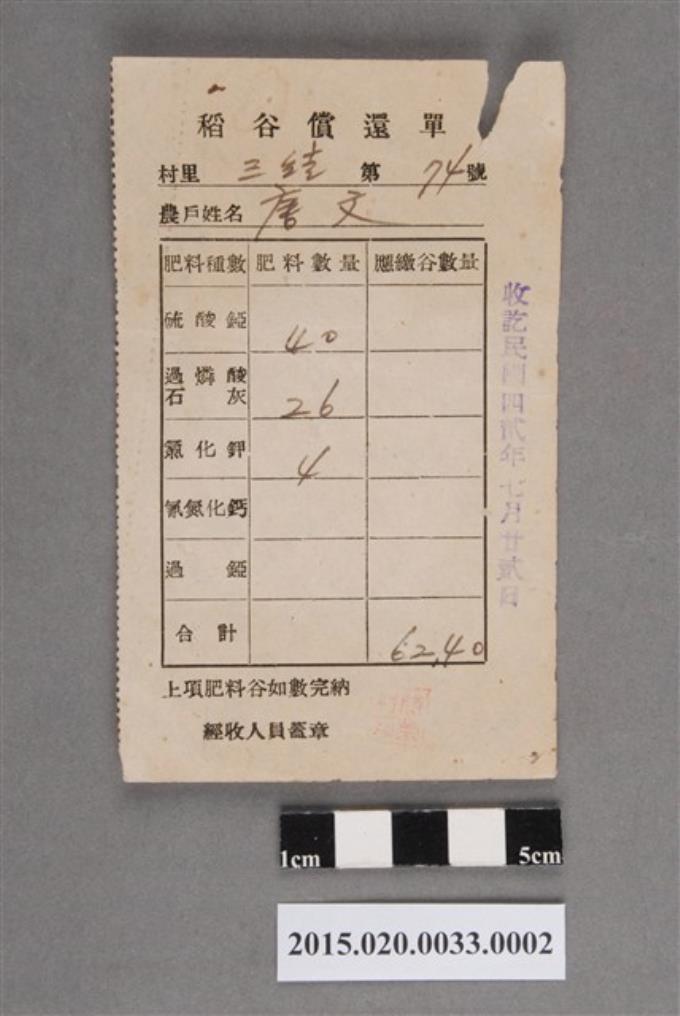 稻谷償還單
村里 三結 第 74 號
農戶姓名 唐文
肥料種數 肥料數量 應繳谷數量
硫酸錏 40
過燐酸石灰 26
氯化鉀 4
氰氮化鈣
過錏
合計 62.40
上項肥料谷如數完納
經收人員蓋章
收訖民國四貳年七月廿貳日
1cm 5cm
2015.020.0033.0002